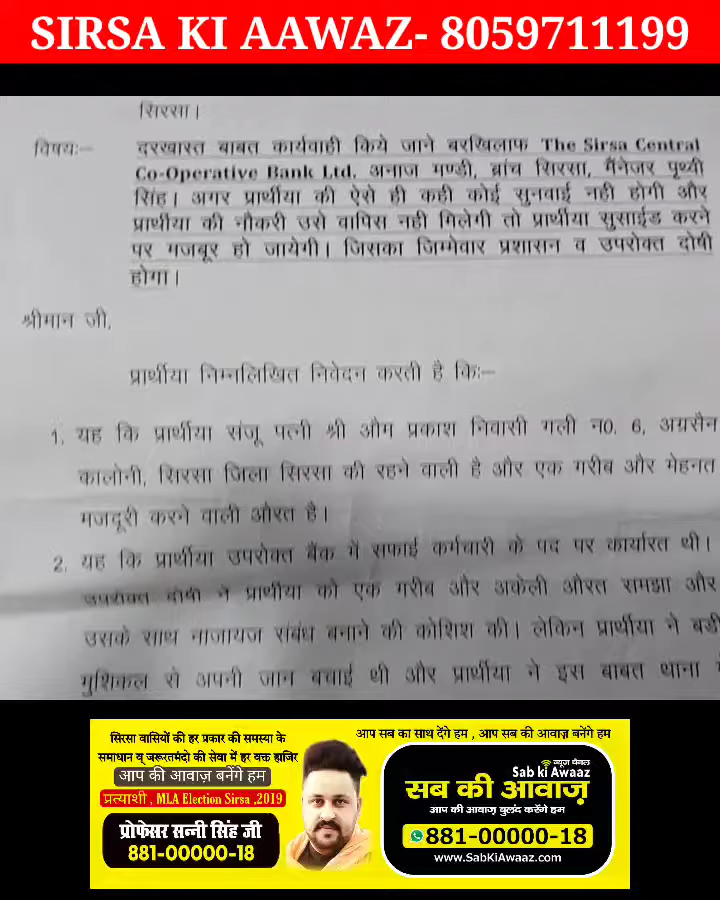 SIRSA KI AAWAZ- 8059711199
सिरसा।
विषयः– दरखास्त बाबत कार्यवाही किये जाने बरखिलाफ The Sirsa Central
Co-Operative Bank Ltd. अनाज मण्डी, ब्रांच सिरसा, मैंनेजर पृथ्वी
सिंह। अगर प्रार्थीया की ऐसे ही कही कोई सुनवाई नही होगी और
प्रार्थीया की नौकरी उसे वापिस नही मिलेगी तो प्रार्थीया सुसाईड करने
पर मजबूर हो जायेगी। जिसका जिम्मेवार प्रशासन व उपरोक्त दोषी
होगा।
श्रीमान जी,
प्रार्थीया निम्नलिखित निवेदन करती है किः–
1. यह कि प्रार्थीया संजू पत्नी श्री ओम प्रकाश निवासी गली न0. 6, अग्रसैन
कालोनी, सिरसा जिला सिरसा की रहने वाली है और एक गरीब और मेहनत
मजदूरी करने वाली औरत है।
2. यह कि प्रार्थीया उपरोक्त बैंक में सफाई कर्मचारी के पद पर कार्यारत थी।
उपरोक्त दोषी ने प्रार्थीया को एक गरीब और अकेली औरत समझा और
उसके साथ नाजायज संबंध बनाने की कोशिश की। लेकिन प्रार्थीया ने बडी
मुशिकल से अपनी जान बचाई थी और प्रार्थीया ने इस बाबत थाना
सिरसा वासियों की हर प्रकार की समस्या के
समाधान व् जरूरतमंदो की सेवा में हर वक्त हाजिर
आप की आवाज़ बनेंगे हम
प्रत्याशी , MLA Election Sirsa ,2019
प्रोफेसर सन्नी सिंह जी
881-00000-18
आप सब का साथ देंगे हम , आप सब की आवाज़ बनेंगे हम
न्यूज़ चैनल
Sab ki Awaaz
सब की आवाज़
आप की आवाज़ बुलंद करेंगे हम
881-00000-18
www.SabKiAwaaz.com